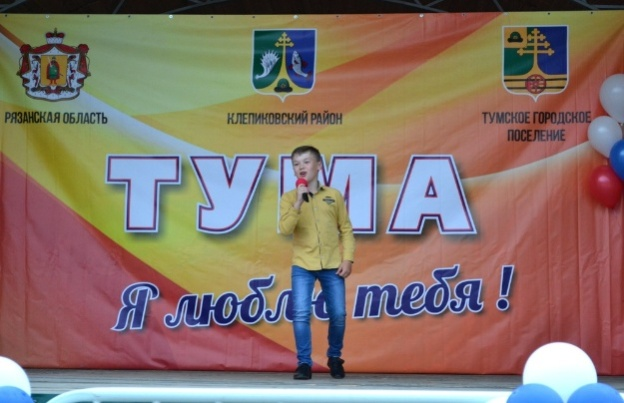 РЯЗАНСКАЯ ОБЛАСТЬ
КЛЕПИКОВСКИЙ РАЙОН
ТУМСКОЕ ГОРОДСКОЕ
ПОСЕЛЕНИЕ
ТУМА
Я люблю тебя !